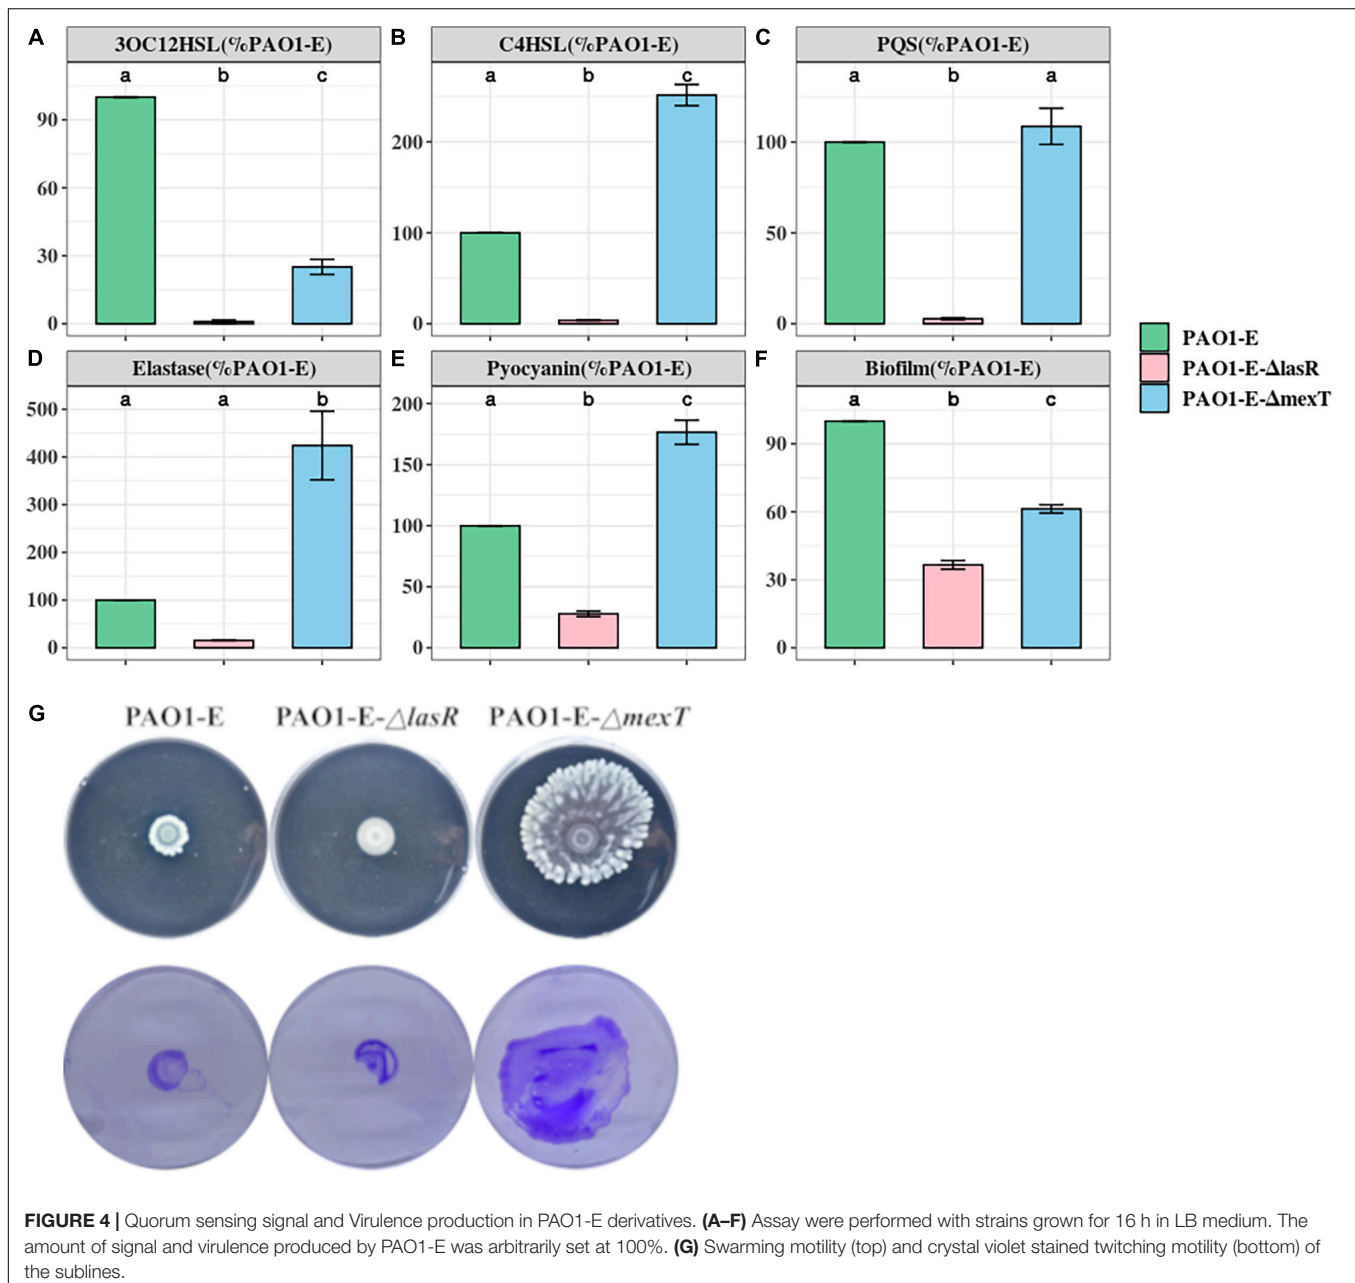 A
3OC12HSL(%PAO1-E)
a b c
90
60
30
0
B
C4HSL(%PAO1-E)
a b c
200
100
0
C
PQS(%PAO1-E)
a b a
100
50
0
D
Elastase(%PAO1-E)
a a b
500
400
300
200
100
0
E
Pyocyanin(%PAO1-E)
a b c
200
150
100
50
0
F
Biofilm(%PAO1-E)
a b c
90
60
30
0
PAO1-E
PAO1-E-ΔlasR
PAO1-E-ΔmexT
G
PAO1-E PAO1-E-△lasR PAO1-E-△mexT
FIGURE 4 | Quorum sensing signal and Virulence production in PAO1-E derivatives. (A–F) Assay were performed with strains grown for 16 h in LB medium. The
amount of signal and virulence produced by PAO1-E was arbitrarily set at 100%. (G) Swarming motility (top) and crystal violet stained twitching motility (bottom) of
the sublines.